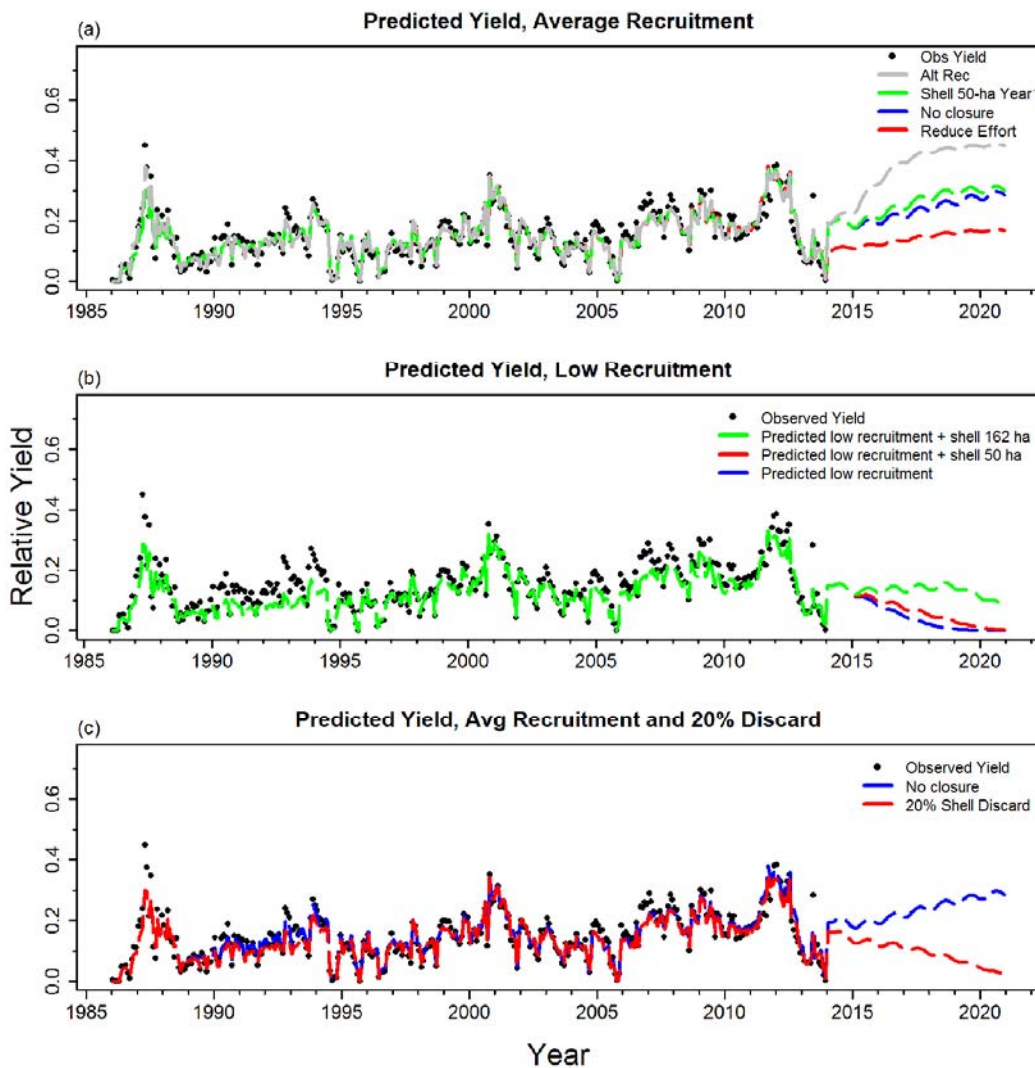 (a)
Predicted Yield, Average Recruitment
Obs Yield
Alt Rec
Shell 50-ha Year
No closure
Reduce Effort
0.0 0.2 0.4 0.6
1985 1990 1995 2000 2005 2010 2015 2020
(b)
Predicted Yield, Low Recruitment
Observed Yield
Predicted low recruitment + shell 162 ha
Predicted low recruitment + shell 50 ha
Predicted low recruitment
Relative Yield
0.0 0.2 0.4 0.6
1985 1990 1995 2000 2005 2010 2015 2020
(c)
Predicted Yield, Avg Recruitment and 20% Discard
Observed Yield
No closure
20% Shell Discard
0.0 0.2 0.4 0.6
1985 1990 1995 2000 2005 2010 2015 2020
Year